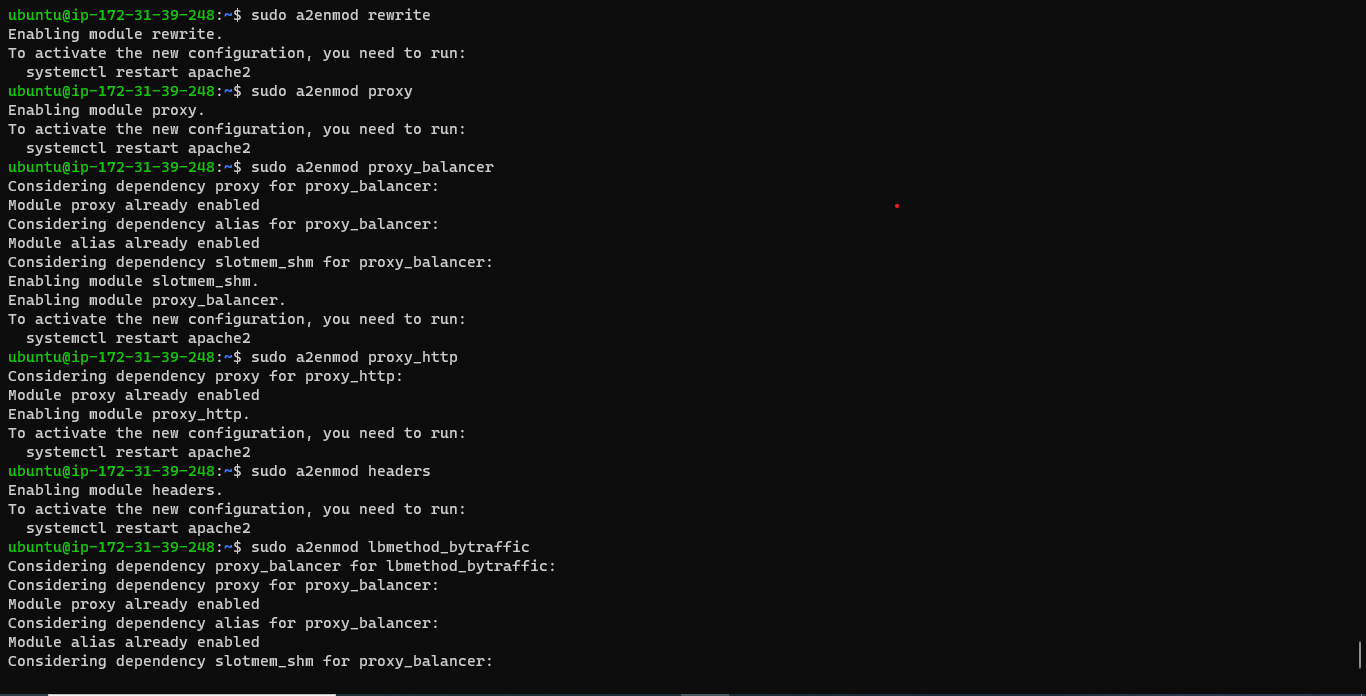 ubuntu@ip-172-31-39-248:~$ sudo a2enmod rewrite
Enabling module rewrite.
To activate the new configuration, you need to run:
  systemctl restart apache2
ubuntu@ip-172-31-39-248:~$ sudo a2enmod proxy
Enabling module proxy.
To activate the new configuration, you need to run:
  systemctl restart apache2
ubuntu@ip-172-31-39-248:~$ sudo a2enmod proxy_balancer
Considering dependency proxy for proxy_balancer:
Module proxy already enabled
Considering dependency alias for proxy_balancer:
Module alias already enabled
Considering dependency slotmem_shm for proxy_balancer:
Enabling module slotmem_shm.
Enabling module proxy_balancer.
To activate the new configuration, you need to run:
  systemctl restart apache2
ubuntu@ip-172-31-39-248:~$ sudo a2enmod proxy_http
Considering dependency proxy for proxy_http:
Module proxy already enabled
Enabling module proxy_http.
To activate the new configuration, you need to run:
  systemctl restart apache2
ubuntu@ip-172-31-39-248:~$ sudo a2enmod headers
Enabling module headers.
To activate the new configuration, you need to run:
  systemctl restart apache2
ubuntu@ip-172-31-39-248:~$ sudo a2enmod lbmethod_bytraffic
Considering dependency proxy_balancer for lbmethod_bytraffic:
Considering dependency proxy for proxy_balancer:
Module proxy already enabled
Considering dependency alias for proxy_balancer:
Module alias already enabled
Considering dependency slotmem_shm for proxy_balancer: